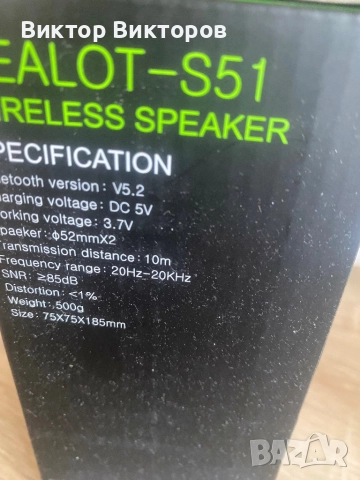 Виктор Викторов
EALOT-S51
IRELESS SPEAKER
PECIFICATION
etooth version: V5.2
harging voltage: DC 5V
orking voltage: 3.7V
paeker: ϕ52mmX2
ransmission distance: 10m
Frequency range: 20Hz-20KHz
SNR: ≥85dB
Distortion: <1%
Weight: 500g
Size: 75X75X185mm
BAZAR